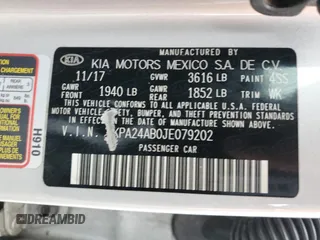 MANUFACTURED BY
KIA KIA MOTORS MEXICO S.A. DE C.V.
11/17 GVWR 3616 LB PAINT 4SS
GAWR FRONT 1940 LB GAWR REAR 1852 LB TRIM WK
THIS VEHICLE CONFORMS TO ALL APPLICABLE
FEDERAL MOTOR VEHICLE SAFETY, BUMPER,
AND THEFT PREVENTION STANDARDS IN EFFECT ON
THE DATE OF MANUFACTURE SHOWN ABOVE.
V.I.N. KPA24AB0JE079202
PASSENGER CAR
H910
DREAMBID